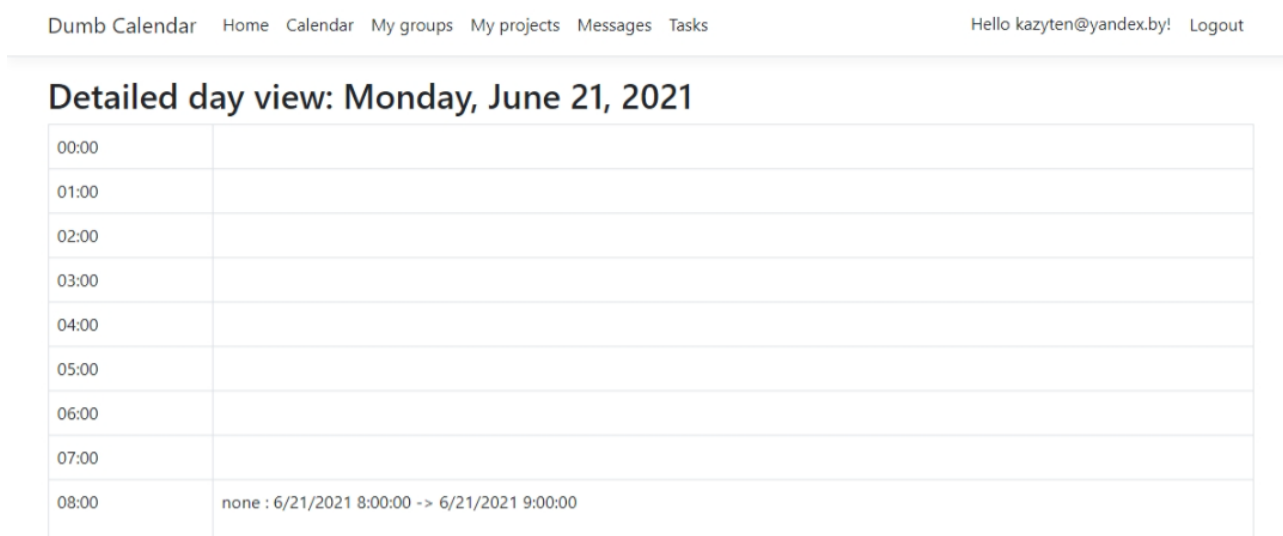 Dumb Calendar Home Calendar My groups My projects Messages Tasks Hello kazyten@yandex.by! Logout
Detailed day view: Monday, June 21, 2021
00:00
01:00
02:00
03:00
04:00
05:00
06:00
07:00
08:00 none : 6/21/2021 8:00:00 -> 6/21/2021 9:00:00